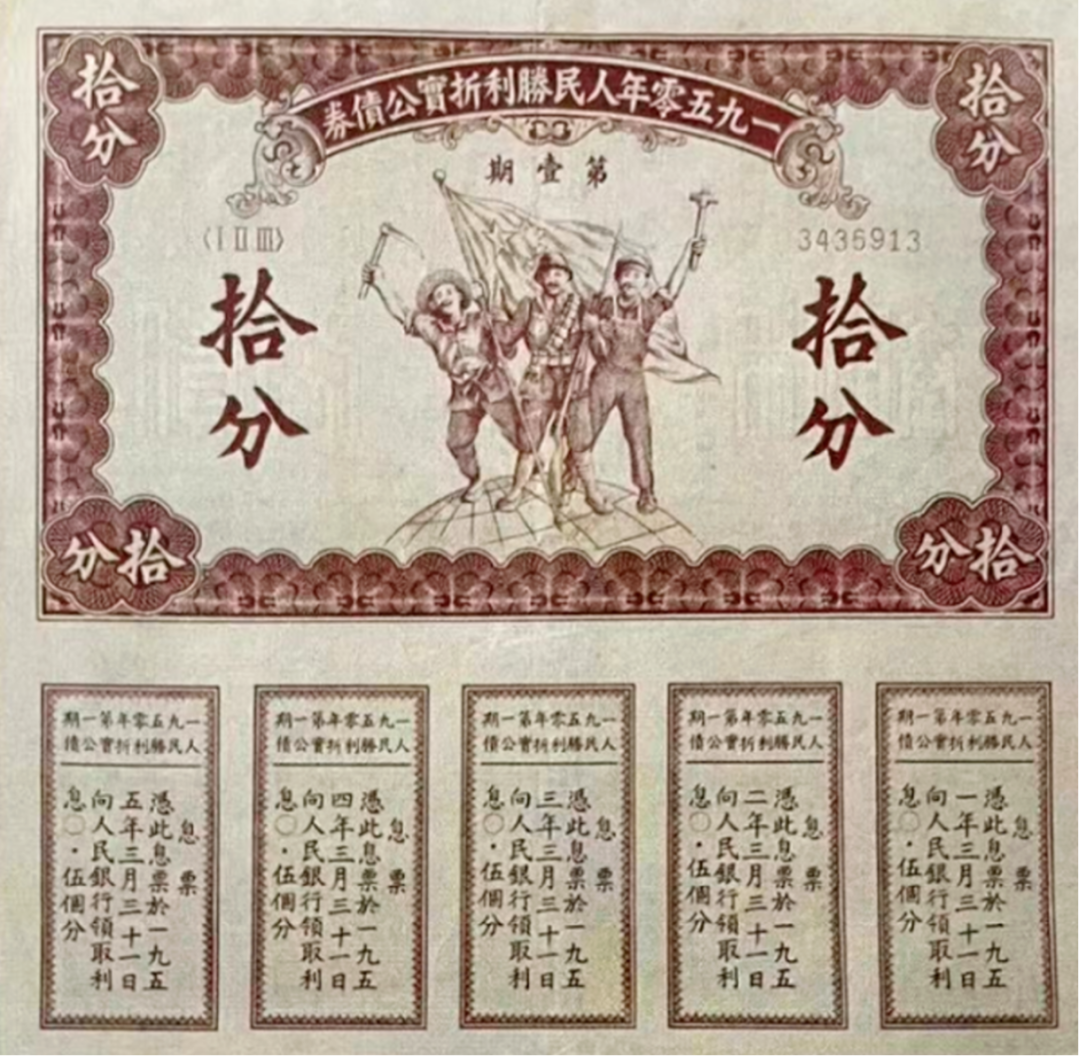 一九五零年人民勝利折實公債券
第壹期
拾分
拾分
〈ⅠⅡⅢ〉
3436913
拾分
拾分
拾分
拾分
一九五零年第一期
人民勝利折實公債
息票
憑此息票於一九五
一年三月三十一日
向人民銀行領取利
息〇·伍個分
一九五零年第一期
人民勝利折實公債
息票
憑此息票於一九五
二年三月三十一日
向人民銀行領取利
息〇·伍個分
一九五零年第一期
人民勝利折實公債
息票
憑此息票於一九五
三年三月三十一日
向人民銀行領取利
息〇·伍個分
一九五零年第一期
人民勝利折實公債
息票
憑此息票於一九五
四年三月三十一日
向人民銀行領取利
息〇·伍個分
一九五零年第一期
人民勝利折實公債
息票
憑此息票於一九五
五年三月三十一日
向人民銀行領取利
息〇·伍個分